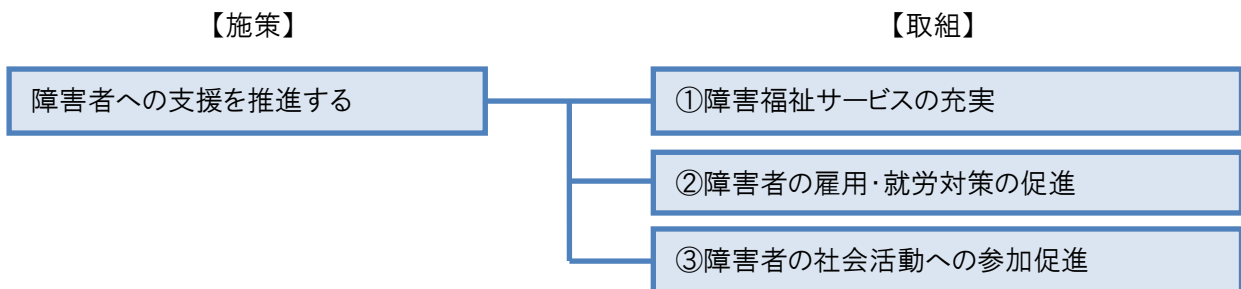 【施策】
【取組】
障害者への支援を推進する
①障害福祉サービスの充実
②障害者の雇用・就労対策の促進
③障害者の社会活動への参加促進